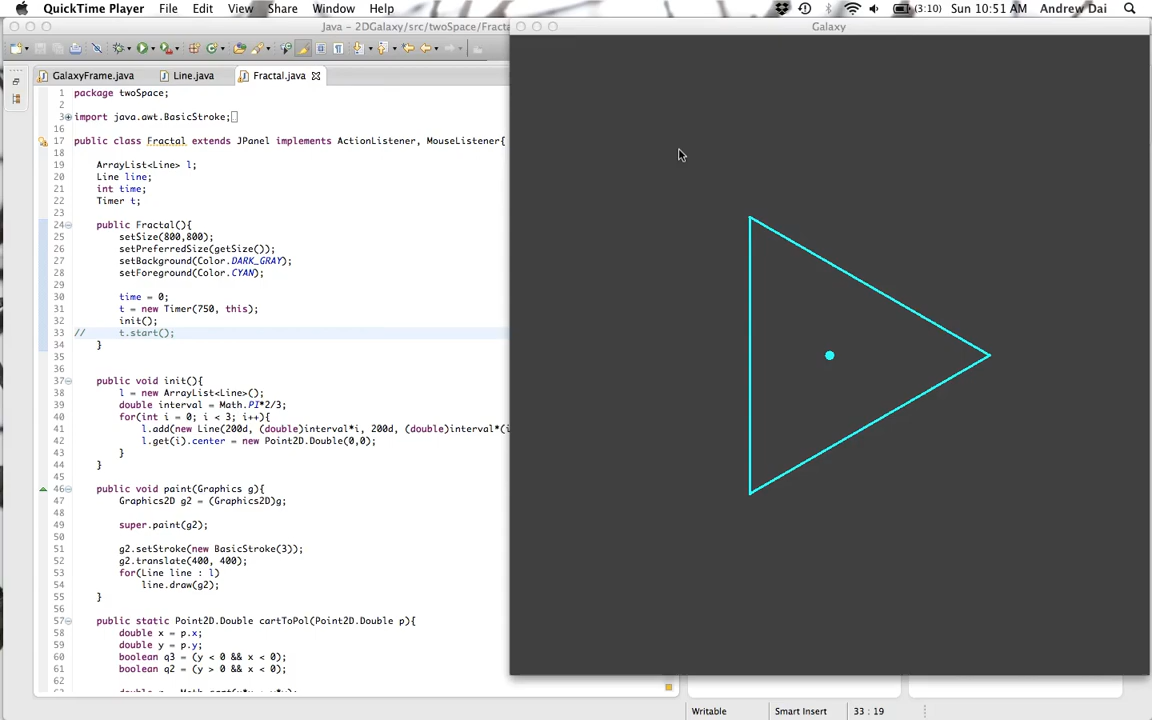 QuickTime Player File Edit View Share Window Help (3:10) Sun 10:51 AM Andrew Dai
Java – 2DGalaxy/src/twoSpace/Fracta
Galaxy
GalaxyFrame.java Line.java Fractal.java
1 package twoSpace;
2
3 import java.awt.BasicStroke;
16
17 public class Fractal extends JPanel implements ActionListener, MouseListener{
18
19 ArrayList<Line> l;
20 Line line;
21 int time;
22 Timer t;
23
24 public Fractal(){
25 setSize(800,800);
26 setPreferredSize(getSize());
27 setBackground(Color.DARK_GRAY);
28 setForeground(Color.CYAN);
29
30 time = 0;
31 t = new Timer(750, this);
32 init();
33 // t.start();
34 }
35
36
37 public void init(){
38 l = new ArrayList<Line>();
39 double interval = Math.PI*2/3;
40 for(int i = 0; i < 3; i++){
41 l.add(new Line(200d, (double)interval*i, 200d, (double)interval*(i
42 l.get(i).center = new Point2D.Double(0,0);
43 }
44 }
45
46 public void paint(Graphics g){
47 Graphics2D g2 = (Graphics2D)g;
48
49 super.paint(g2);
50
51 g2.setStroke(new BasicStroke(3));
52 g2.translate(400, 400);
53 for(Line line : l)
54 line.draw(g2);
55 }
56
57 public static Point2D.Double cartToPol(Point2D.Double p){
58 double x = p.x;
59 double y = p.y;
60 boolean q3 = (y < 0 && x < 0);
61 boolean q2 = (y > 0 && x < 0);
62
Writable Smart Insert 33 : 19